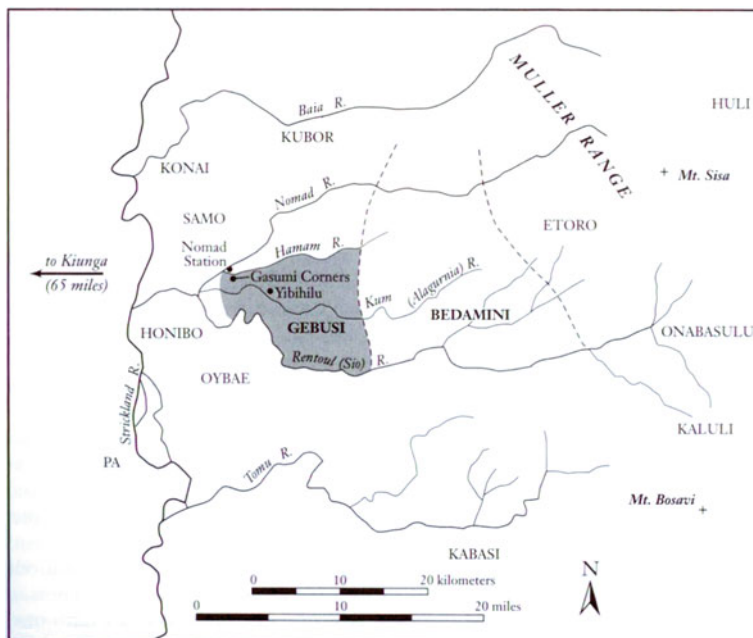 MULLER RANGE
HULI
Baia R.
KUBOR
KONAI
Mt. Sisa
Nomad R.
SAMO
ETORO
Nomad Station
Hamam R.
to Kiunga
(65 miles)
Gasumi Corners
Yibihilu
Kum (Alagurnia) R.
BEDAMINI
HONIBO
GEBUSI
ONABASULU
Rentoul (Sio) R.
OYBAE
Strickland R.
KALULI
PA
Tomu R.
Mt. Bosavi
KABASI
N
0 10 20 kilometers
0 10 20 miles